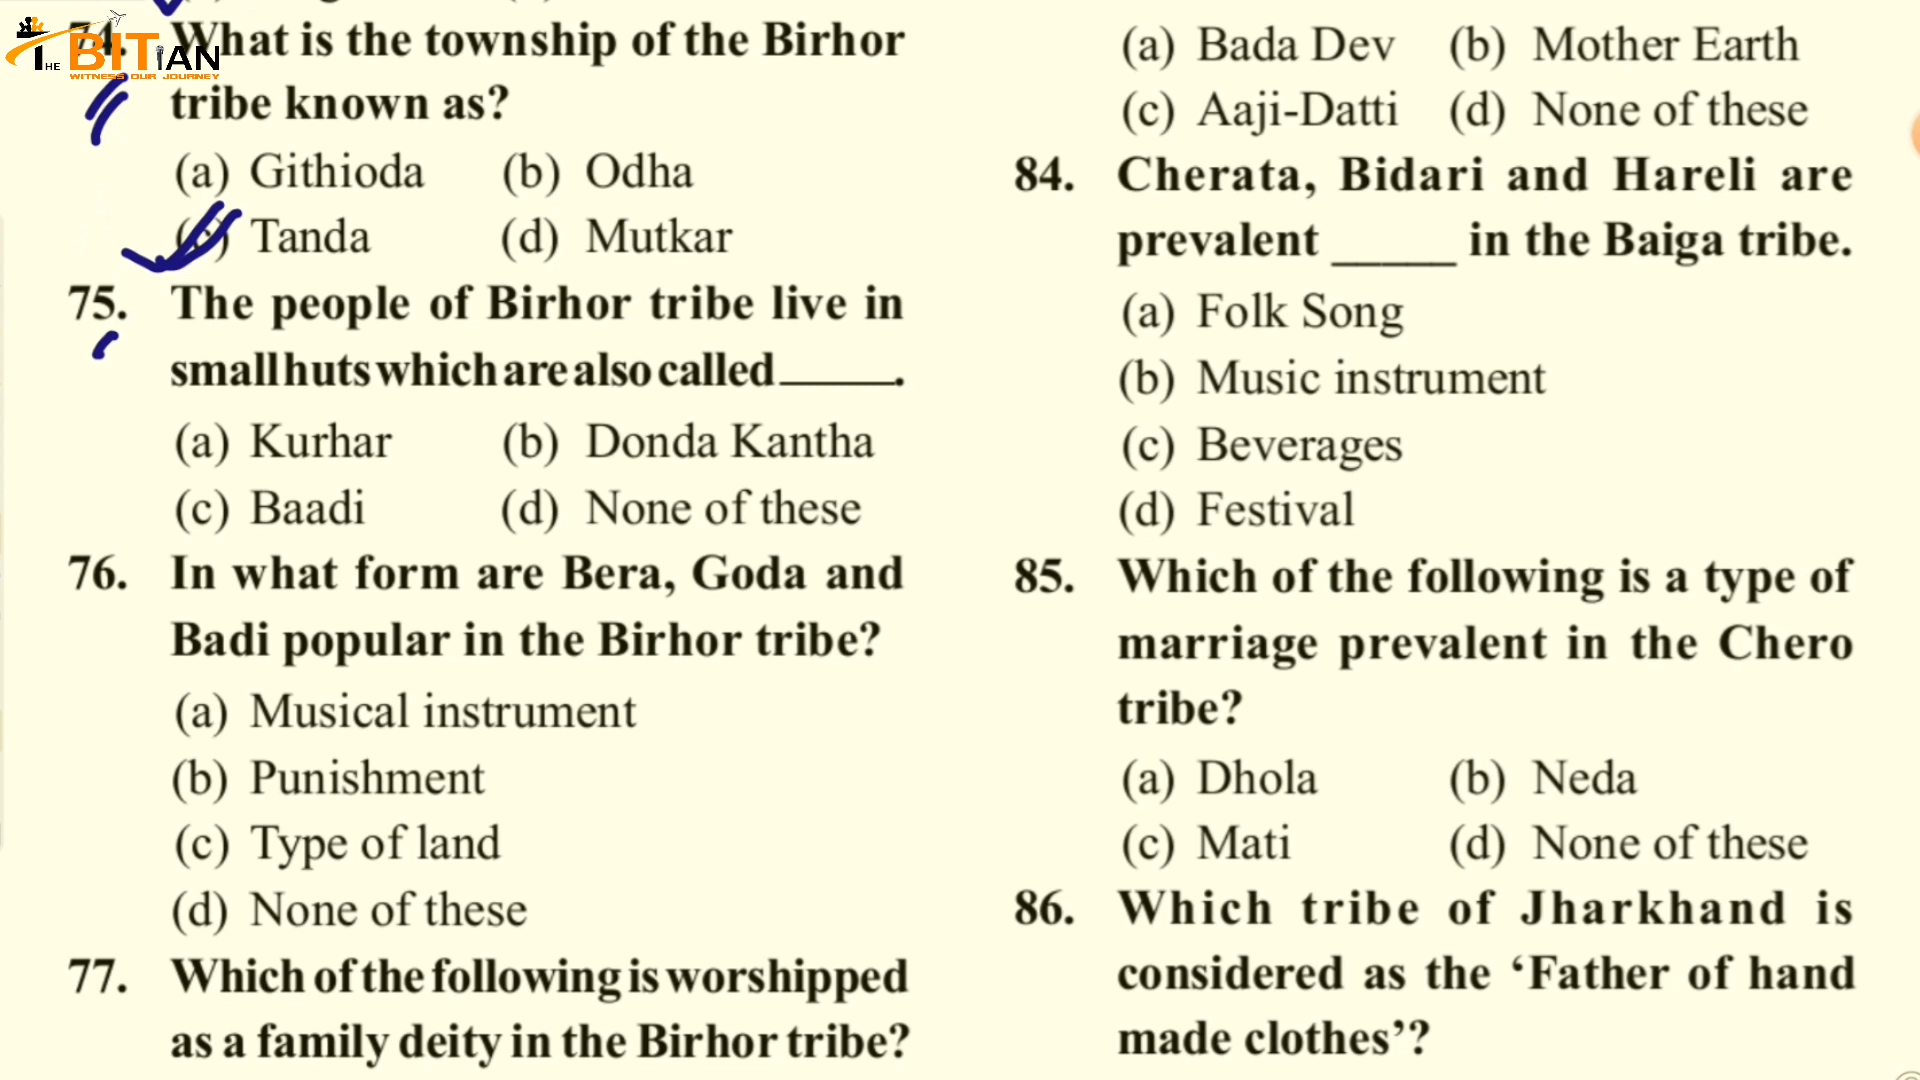 THE BITIAN
WITNESS OUR JOURNEY
74. What is the township of the Birhor
tribe known as?
(a) Githioda (b) Odha
(c) Tanda (d) Mutkar
75. The people of Birhor tribe live in
small huts which are also called_____.
(a) Kurhar (b) Donda Kantha
(c) Baadi (d) None of these
76. In what form are Bera, Goda and
Badi popular in the Birhor tribe?
(a) Musical instrument
(b) Punishment
(c) Type of land
(d) None of these
77. Which of the following is worshipped
as a family deity in the Birhor tribe?
(a) Bada Dev (b) Mother Earth
(c) Aaji-Datti (d) None of these
84. Cherata, Bidari and Hareli are
prevalent _____ in the Baiga tribe.
(a) Folk Song
(b) Music instrument
(c) Beverages
(d) Festival
85. Which of the following is a type of
marriage prevalent in the Chero
tribe?
(a) Dhola (b) Neda
(c) Mati (d) None of these
86. Which tribe of Jharkhand is
considered as the ‘Father of hand
made clothes’?